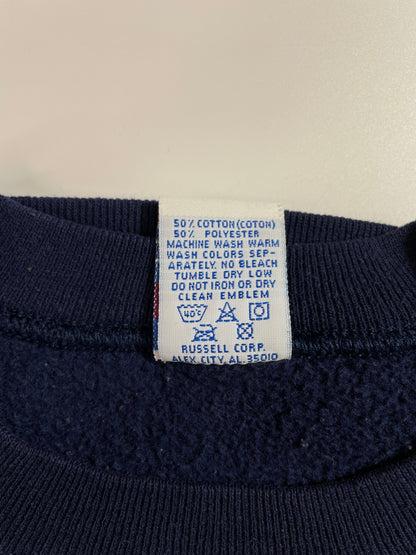 50% COTTON(COTON)
50% POLYESTER
MACHINE WASH WARM
WASH COLORS SEP-
ARATELY. NO BLEACH
TUMBLE DRY LOW
DO NOT IRON OR DRY
CLEAN EMBLEM
40°C
RUSSELL CORP.
ALEX CITY, AL. 35010